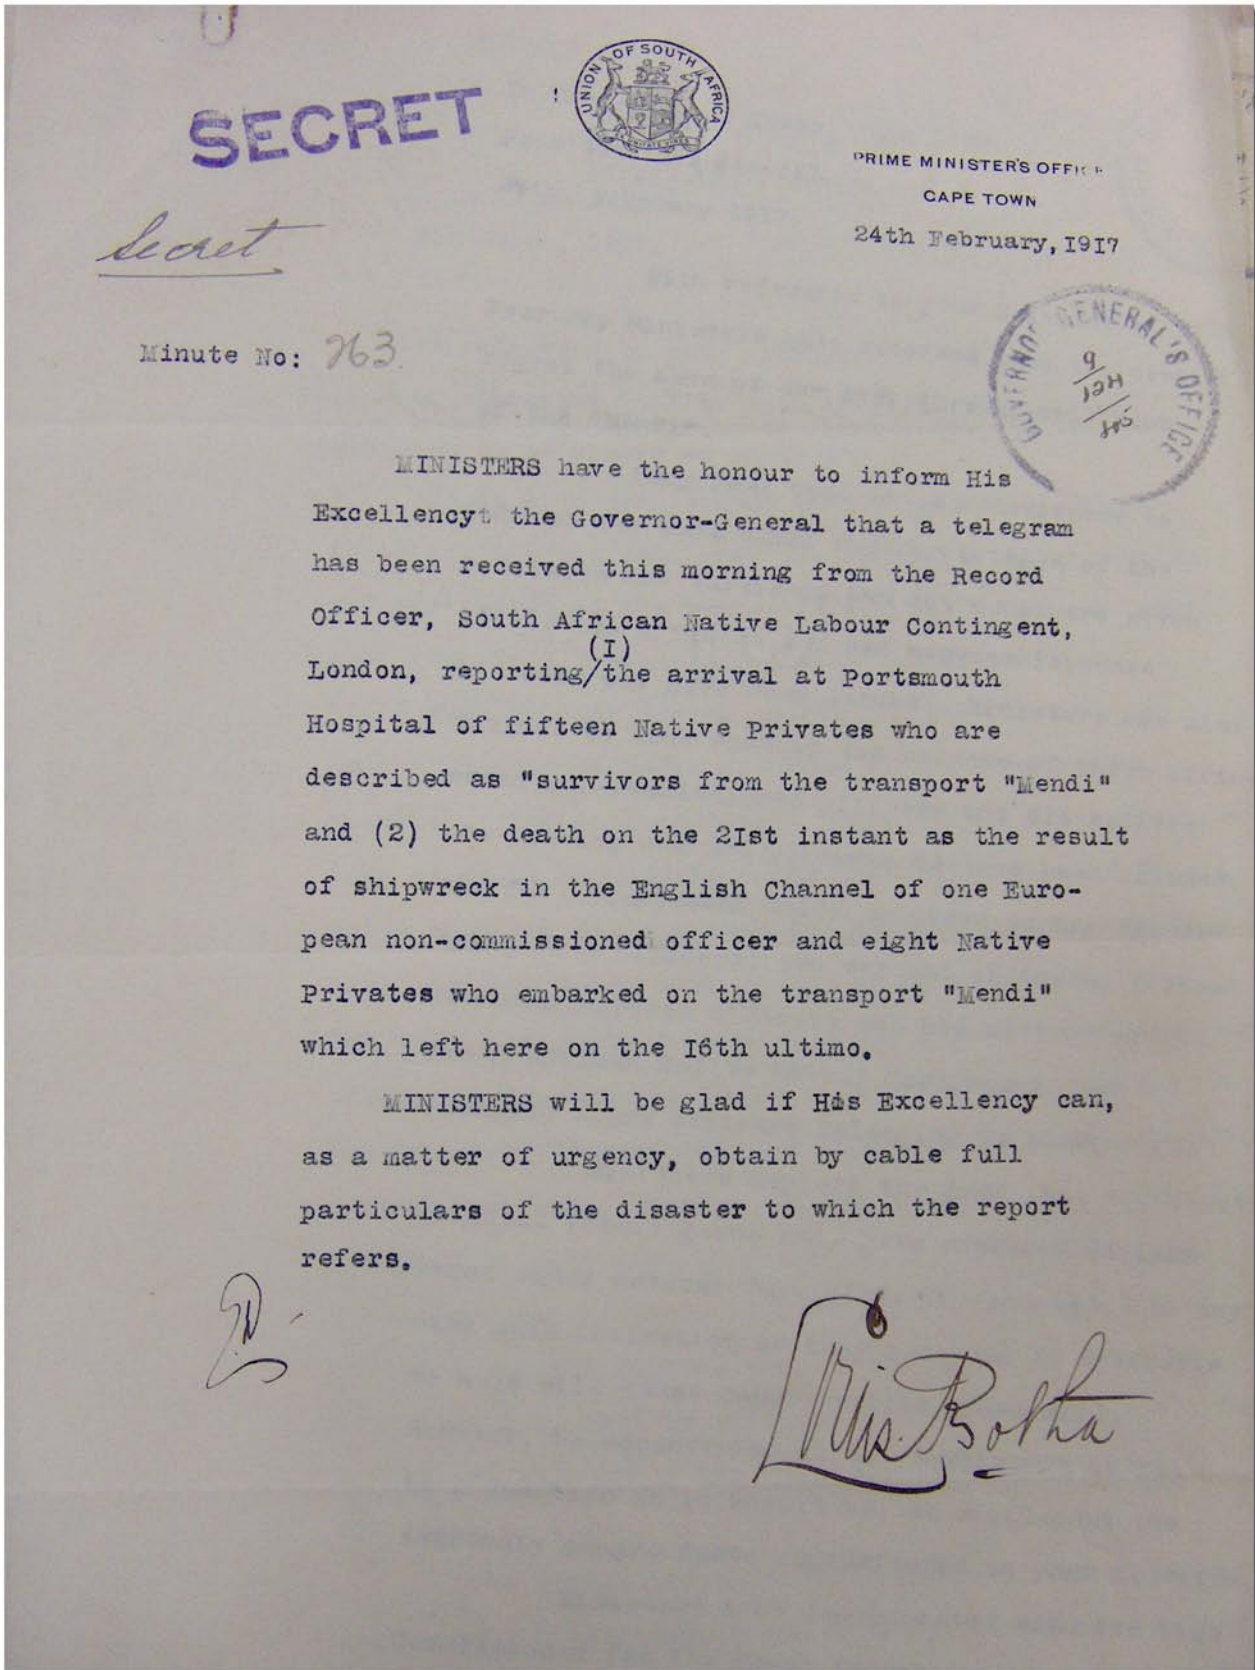 UNION OF SOUTH AFRICA
SECRET
PRIME MINISTER'S OFFICE
CAPE TOWN
24th February, I9I7
Secret
GOVERNOR GENERAL'S OFFICE
Minute No: 263.
MINISTERS have the honour to inform His
Excellency the Governor-General that a telegram
has been received this morning from the Record
Officer, South African Native Labour Contingent,
(I)
London, reporting/the arrival at Portsmouth
Hospital of fifteen Native Privates who are
described as "survivors from the transport "Mendi"
and (2) the death on the 2Ist instant as the result
of shipwreck in the English Channel of one Euro-
pean non-commissioned officer and eight Native
Privates who embarked on the transport "Mendi"
which left here on the I6th ultimo.
MINISTERS will be glad if His Excellency can,
as a matter of urgency, obtain by cable full
particulars of the disaster to which the report
refers.
Louis Botha